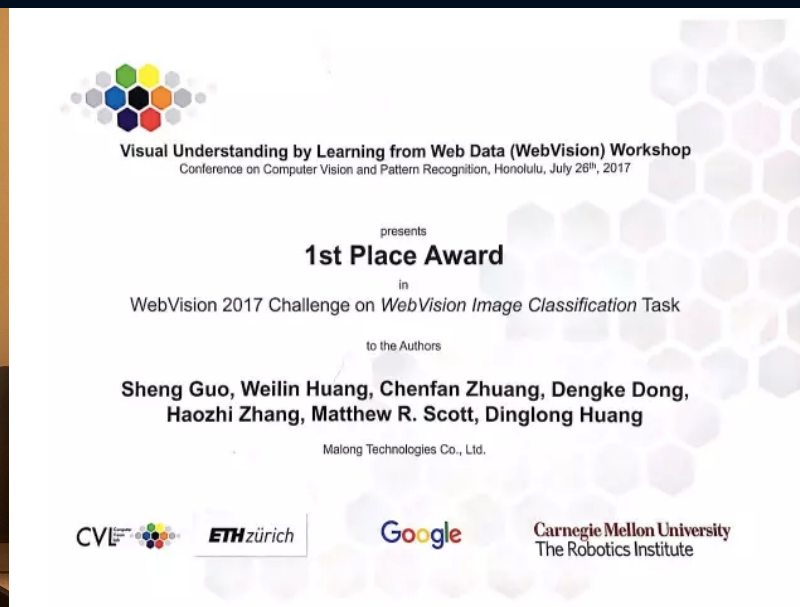 Visual Understanding by Learning from Web Data (WebVision) Workshop
Conference on Computer Vision and Pattern Recognition, Honolulu, July 26th, 2017
presents
1st Place Award
in
WebVision 2017 Challenge on WebVision Image Classification Task
to the Authors
Sheng Guo, Weilin Huang, Chenfan Zhuang, Dengke Dong,
Haozhi Zhang, Matthew R. Scott, Dinglong Huang
Malong Technologies Co., Ltd.
CVL
ETH zürich
Google
Carnegie Mellon University
The Robotics Institute